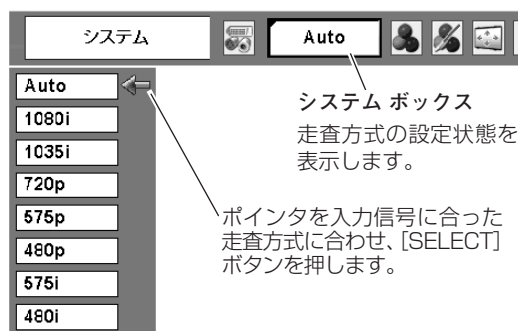 システム
Auto
Auto
1080i
1035i
720p
575p
480p
575i
480i
システム ボックス
走査方式の設定状態を
表示します。
ポインタを入力信号に合った
走査方式に合わせ、[SELECT]
ボタンを押します。